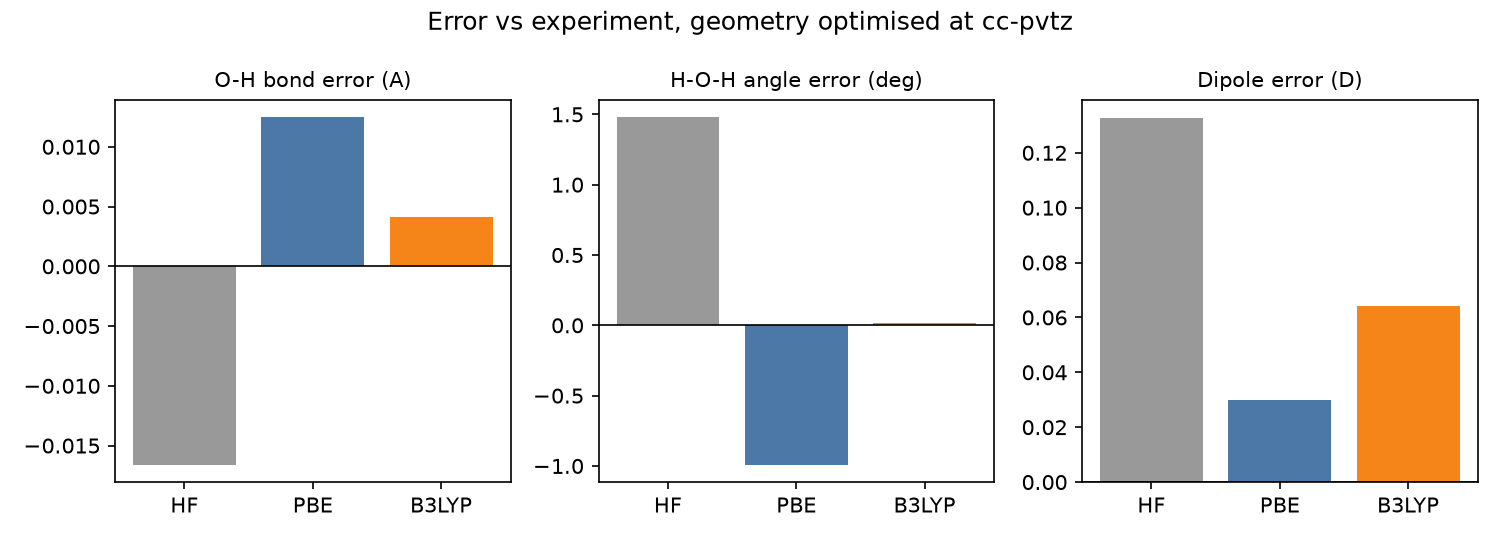 Error vs experiment, geometry optimised at cc-pvtz
O-H bond error (A)
0.010
0.005
0.000
−0.005
−0.010
−0.015
HF PBE B3LYP
H-O-H angle error (deg)
1.5
1.0
0.5
0.0
−0.5
−1.0
HF PBE B3LYP
Dipole error (D)
0.12
0.10
0.08
0.06
0.04
0.02
0.00
HF PBE B3LYP